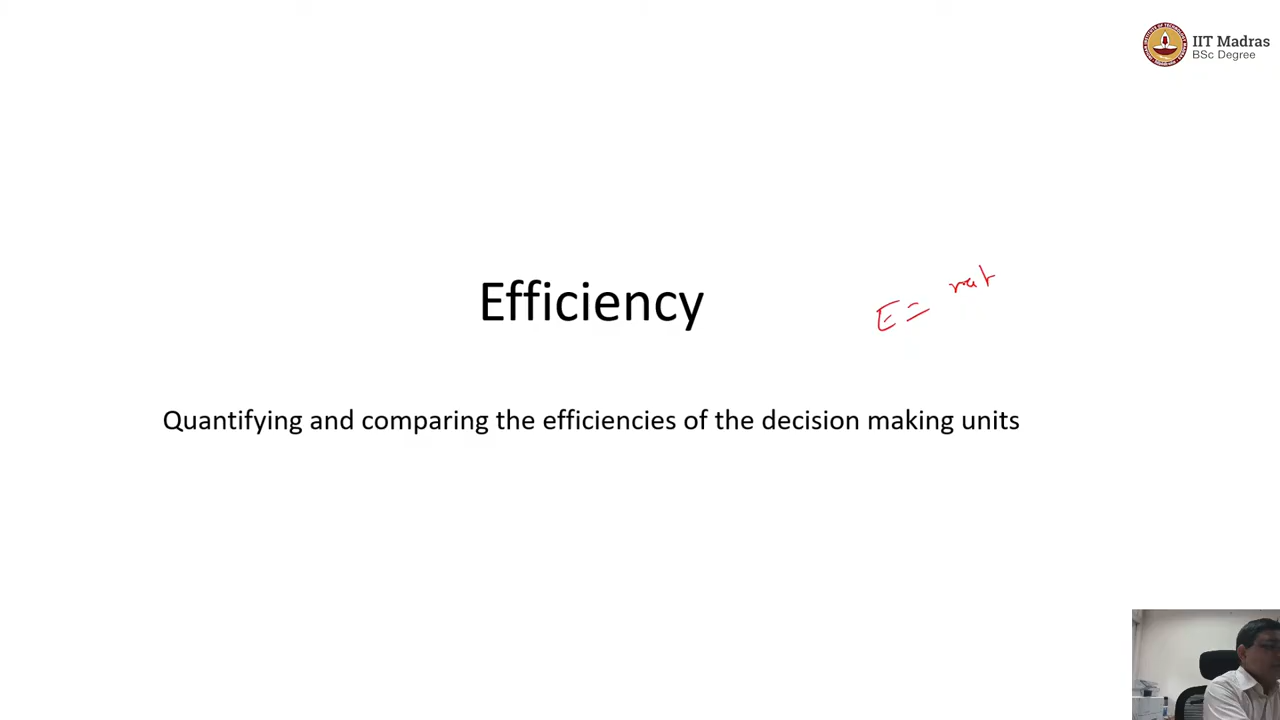 IIT Madras
BSc Degree
Efficiency
E =
Quantifying and comparing the efficiencies of the decision making units